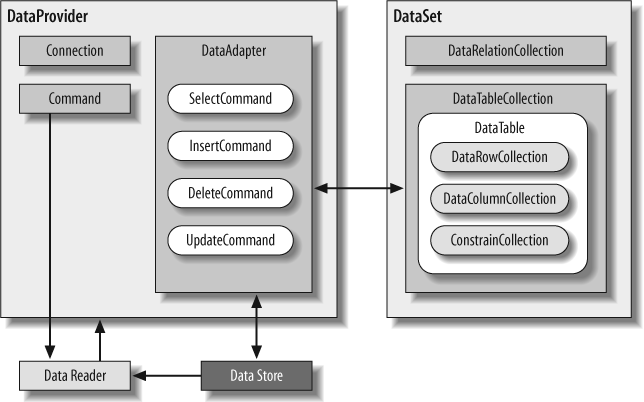 DataProvider
Connection
Command
DataAdapter
SelectCommand
InsertCommand
DeleteCommand
UpdateCommand
Data Reader
Data Store
DataSet
DataRelationCollection
DataTableCollection
DataTable
DataRowCollection
DataColumnCollection
ConstrainCollection